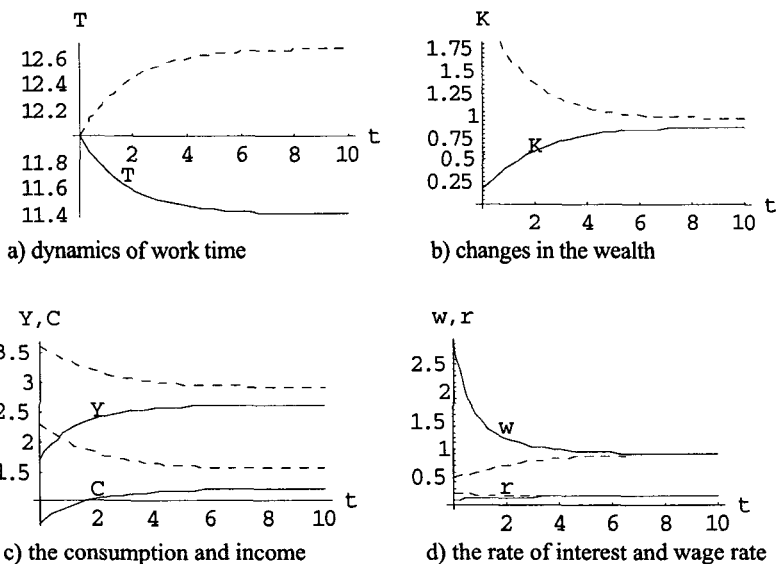 T
12.6
12.4
12.2
2 4 6 8 10 t
11.8
11.6
11.4
T
a) dynamics of work time
K
1.75
1.5
1.25
1
0.75
0.5
0.25
K
2 4 6 8 10 t
b) changes in the wealth
Y,C
3.5
3
2.5
2
1.5
Y
C
2 4 6 8 10 t
c) the consumption and income
w,r
2.5
2
1.5
1
0.5
w
r
2 4 6 8 10 t
d) the rate of interest and wage rate